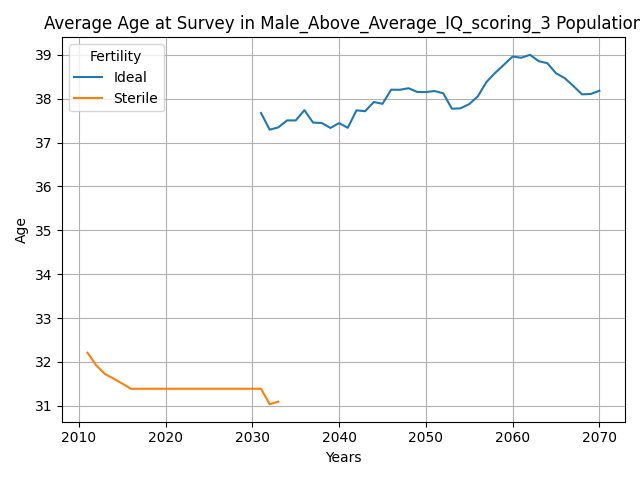 Average Age at Survey in Male_Above_Average_IQ_scoring_3 Population
Fertility
Ideal
Sterile
39
38
37
36
35
34
33
32
31
Age
2010 2020 2030 2040 2050 2060 2070
Years